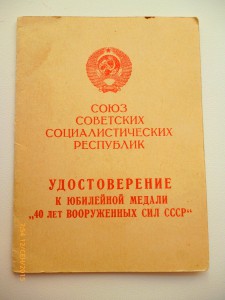 СОЮЗ
СОВЕТСКИХ
СОЦИАЛИСТИЧЕСКИХ
РЕСПУБЛИК
УДОСТОВЕРЕНИЕ
К ЮБИЛЕЙНОЙ МЕДАЛИ
„40 ЛЕТ ВООРУЖЕННЫХ СИЛ СССР“